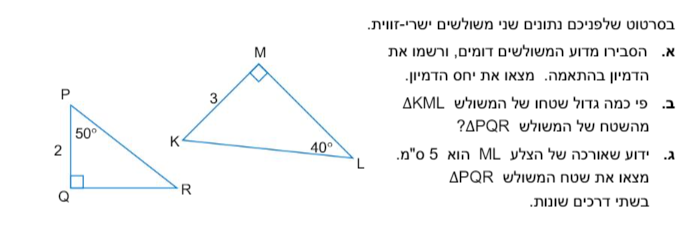 בסרטוט שלפניכם נתונים שני משולשים ישרי-זווית.
א. הסבירו מדוע המשולשים דומים, ורשמו את
הדמיון בהתאמה. מצאו את יחס הדמיון.
ב. פי כמה גדול שטחו של המשולש ΔKML
מהשטח של המשולש ΔPQR?
ג. ידוע שאורכה של הצלע ML הוא 5 ס"מ.
מצאו את שטח המשולש ΔPQR
בשתי דרכים שונות.
M
3
K
40°
L
P
50°
2
Q
R